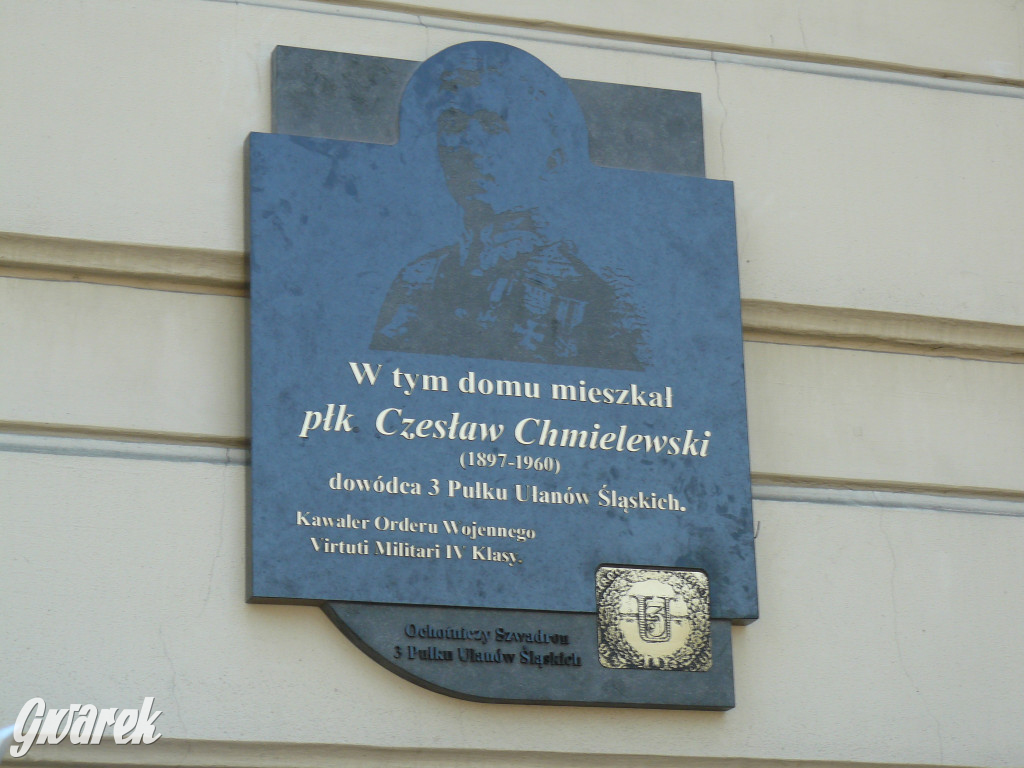 W tym domu mieszkał
płk. Czesław Chmielewski
(1897-1960)
dowódca 3 Pułku Ułanów Śląskich.
Kawaler Orderu Wojennego
Virtuti Militari IV Klasy.
U
3
Ochotniczy Szwadron
3 Pułku Ułanów Śląskich
Gwarek